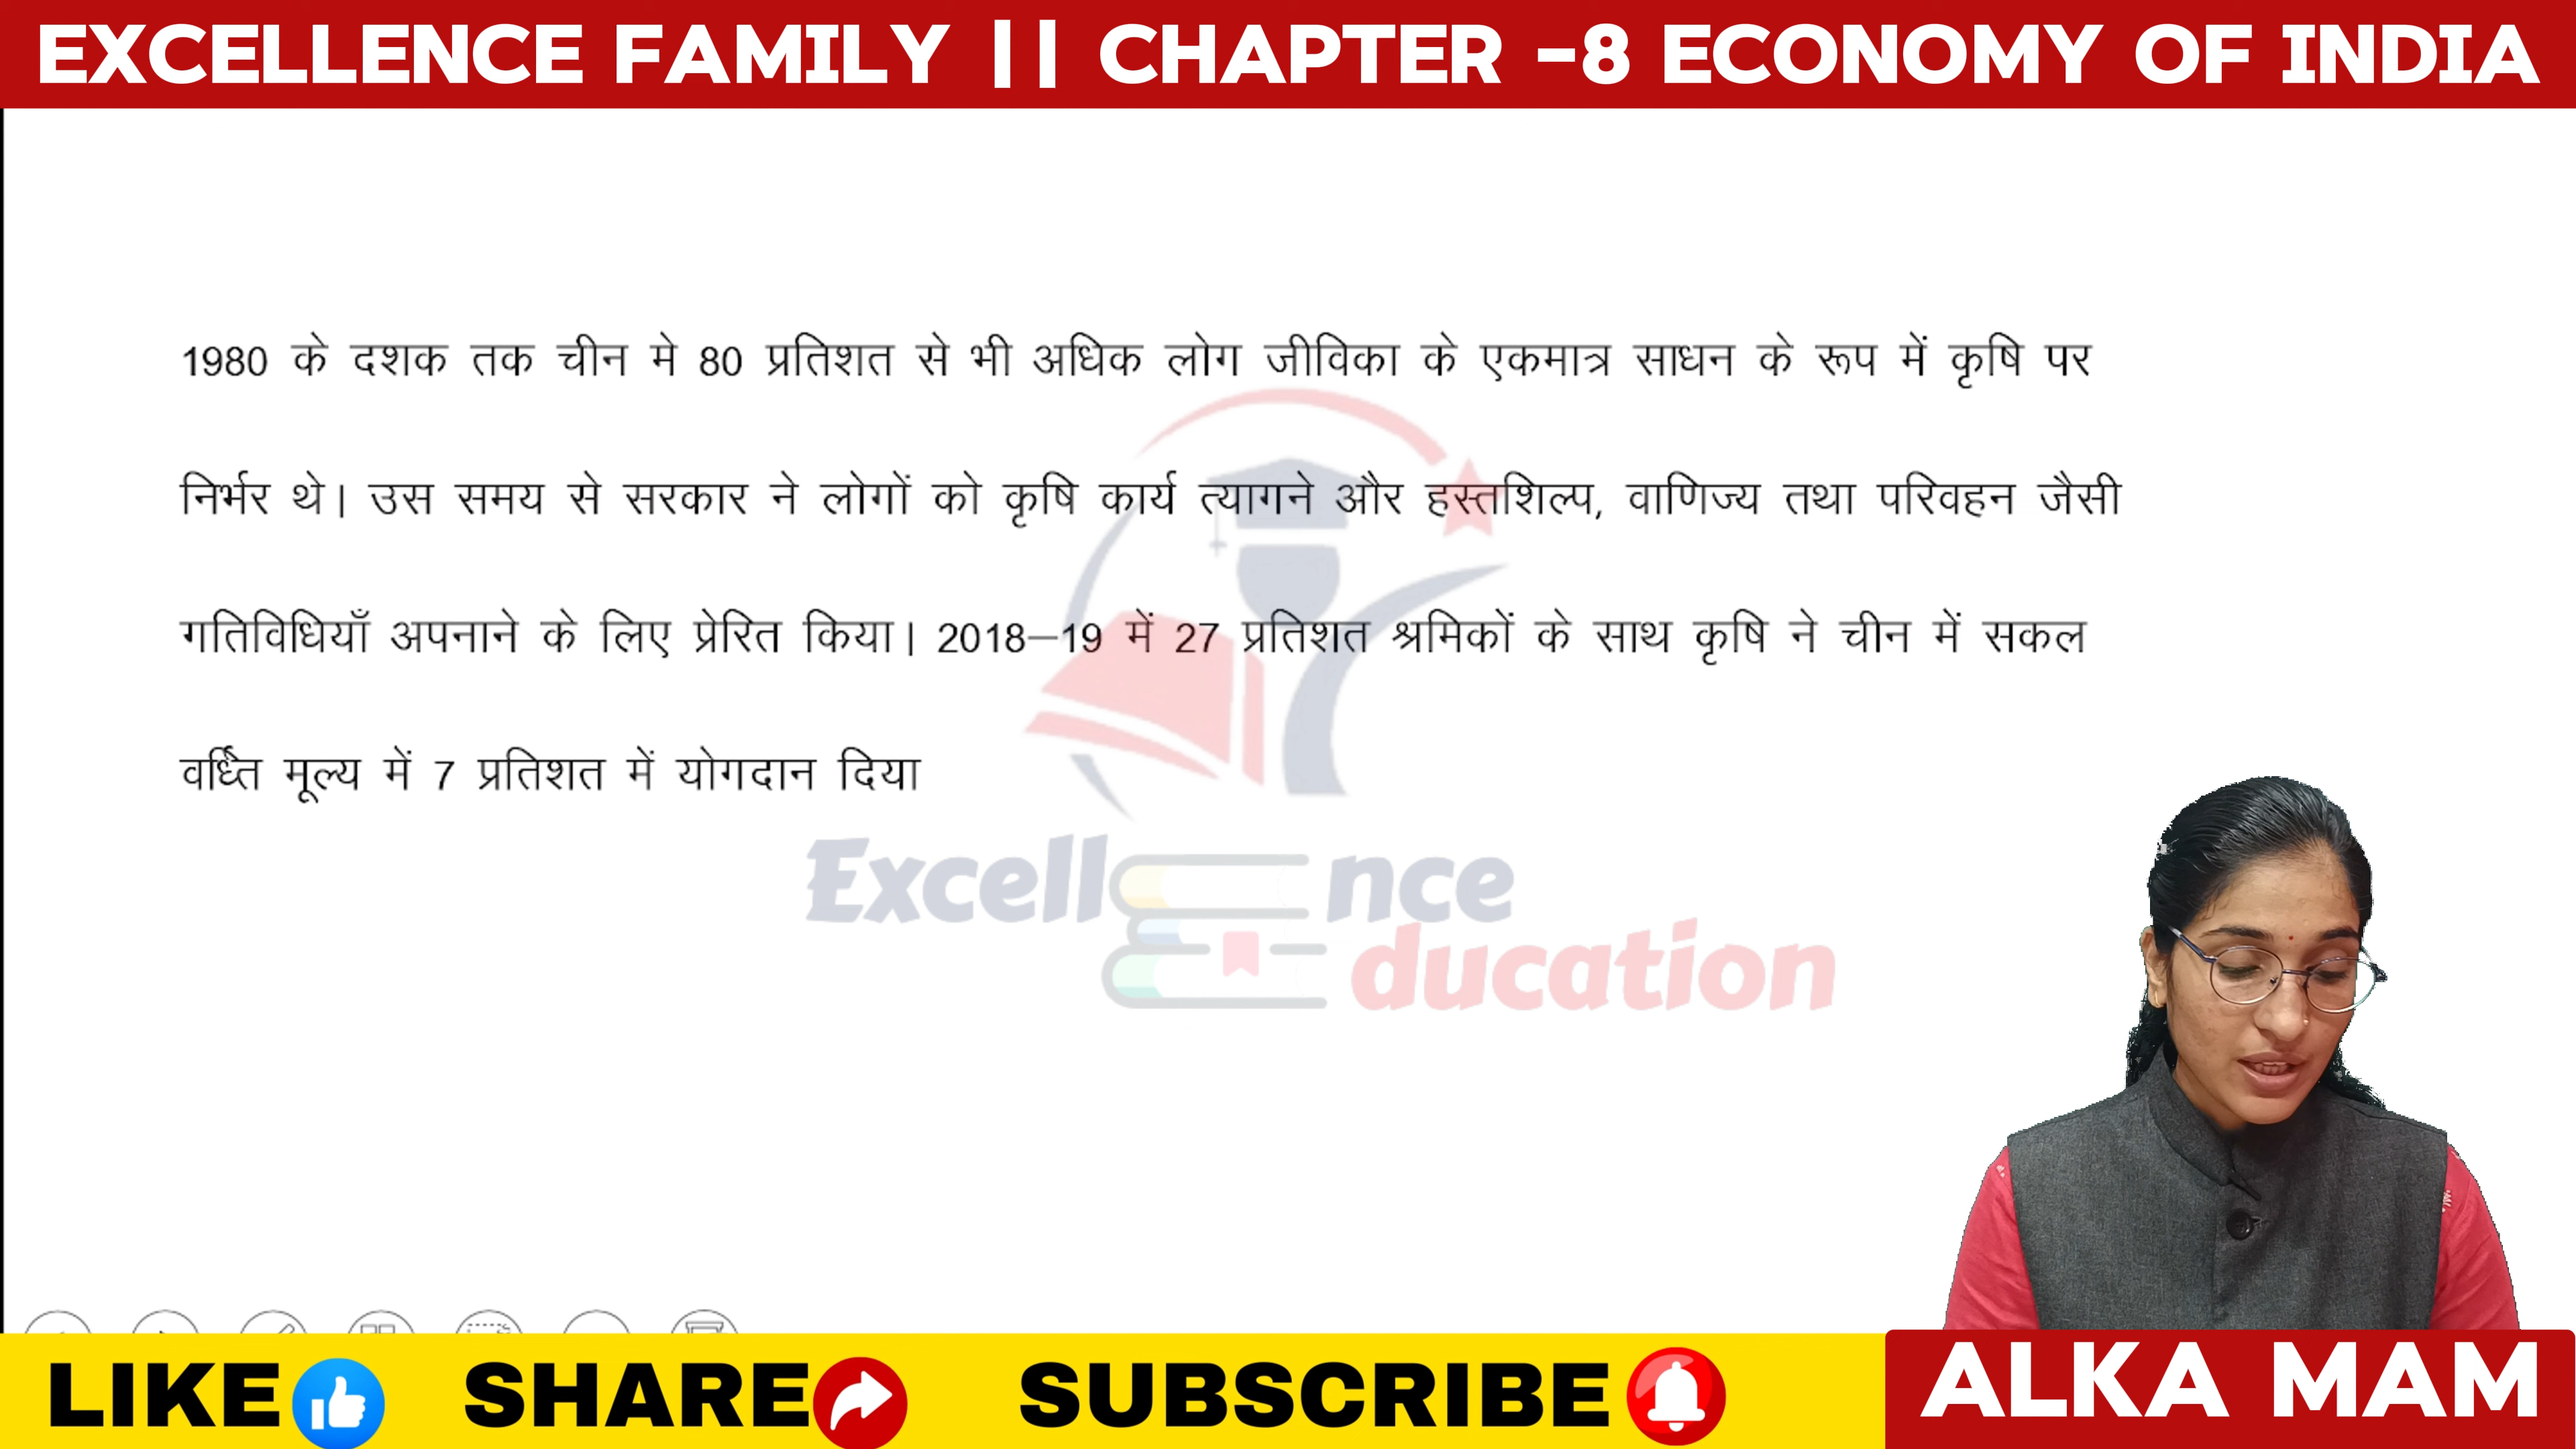 EXCELLENCE FAMILY || CHAPTER -8 ECONOMY OF INDIA
1980 के दशक तक चीन मे 80 प्रतिशत से भी अधिक लोग जीविका के एकमात्र साधन के रूप में कृषि पर
निर्भर थे। उस समय से सरकार ने लोगों को कृषि कार्य त्यागने और हस्तशिल्प, वाणिज्य तथा परिवहन जैसी
गतिविधियाँ अपनाने के लिए प्रेरित किया। 2018–19 में 27 प्रतिशत श्रमिकों के साथ कृषि ने चीन में सकल
वर्धित मूल्य में 7 प्रतिशत में योगदान दिया
Excellence
ducation
LIKE SHARE SUBSCRIBE
ALKA MAM